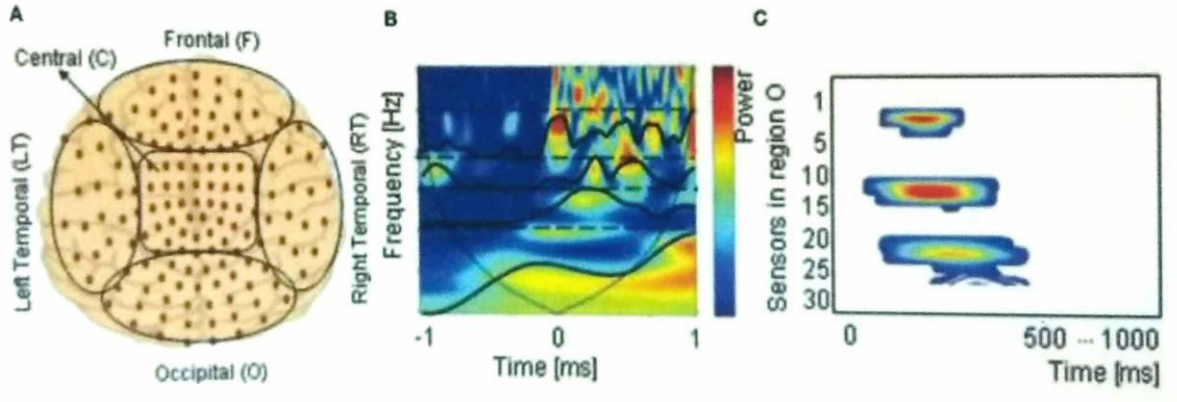 A
Frontal (F)
Central (C)
Left Temporal (LT)
Right Temporal (RT)
Occipital (O)
B
Frequency [Hz]
Power
-1 0 1
Time [ms]
C
Sensors in region O
1
5
10
15
20
25
30
0 500 ... 1000
Time [ms]